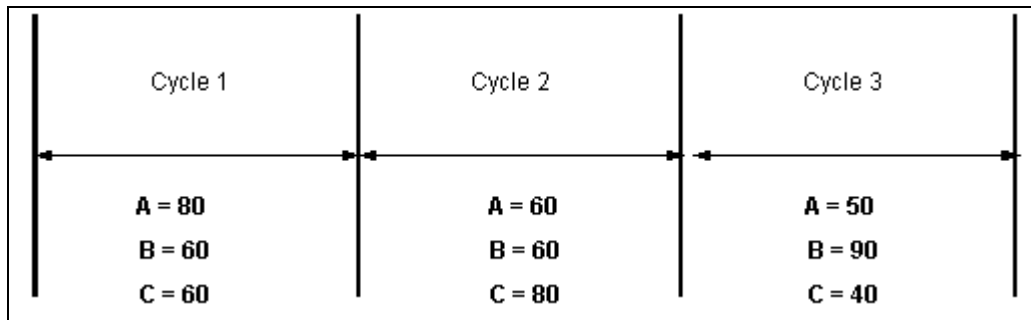 Cycle 1
Cycle 2
Cycle 3
A = 80
B = 60
C = 60
A = 60
B = 60
C = 80
A = 50
B = 90
C = 40